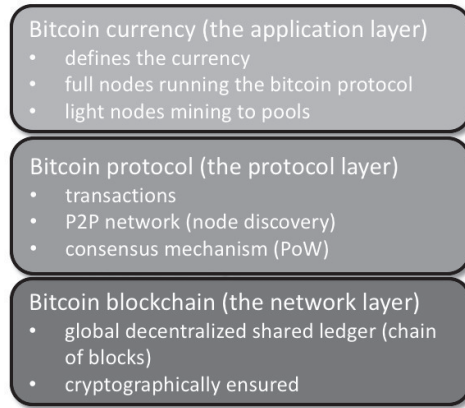 Bitcoin currency (the application layer)
• defines the currency
• full nodes running the bitcoin protocol
• light nodes mining to pools
Bitcoin protocol (the protocol layer)
• transactions
• P2P network (node discovery)
• consensus mechanism (PoW)
Bitcoin blockchain (the network layer)
• global decentralized shared ledger (chain
of blocks)
• cryptographically ensured